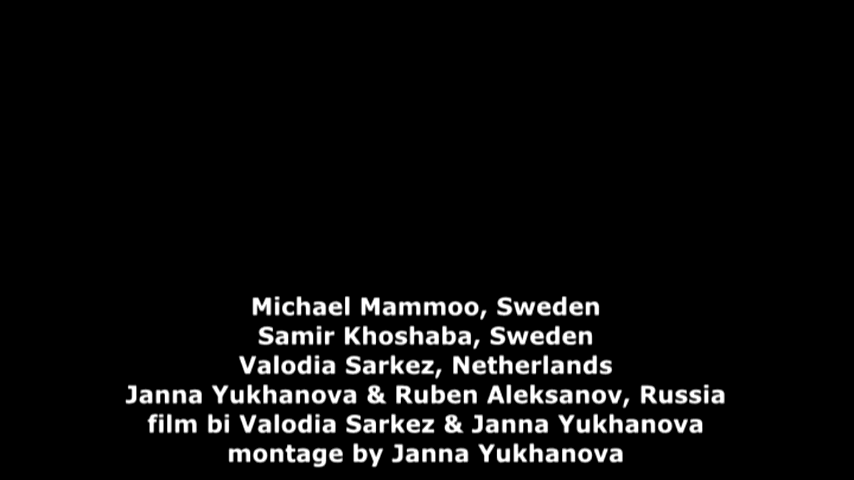 Michael Mammoo, Sweden
Samir Khoshaba, Sweden
Valodia Sarkez, Netherlands
Janna Yukhanova & Ruben Aleksanov, Russia
film bi Valodia Sarkez & Janna Yukhanova
montage by Janna Yukhanova